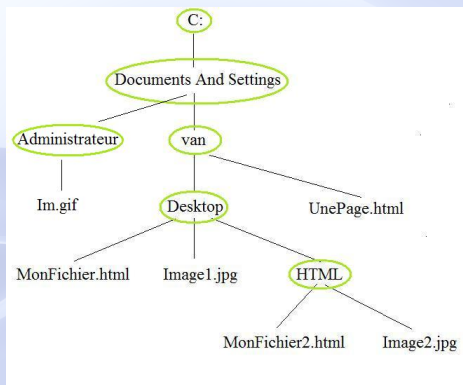 C:
Documents And Settings
Administrateur
van
Im.gif
Desktop
UnePage.html
MonFichier.html
Image1.jpg
HTML
MonFichier2.html
Image2.jpg